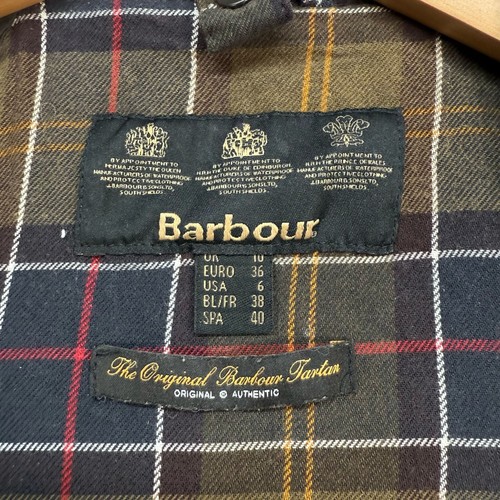 BY APPOINTMENT TO
HER MAJESTY THE QUEEN
MANUFACTURERS OF WATERPROOF
AND PROTECTIVE CLOTHING
J. BARBOUR & SONS LTD
SOUTH SHIELDS
BY APPOINTMENT TO
H.R.H. THE DUKE OF EDINBURGH
MANUFACTURERS OF WATERPROOF
AND PROTECTIVE CLOTHING
J. BARBOUR & SONS LTD
SOUTH SHIELDS
BY APPOINTMENT TO
H.R.H. THE PRINCE OF WALES
MANUFACTURERS OF WATERPROOF
AND PROTECTIVE CLOTHING
J. BARBOUR & SONS LTD
SOUTH SHIELDS
Barbour
UK 10
EURO 36
USA 6
BL/FR 38
SPA 40
The Original Barbour Tartan
ORIGINAL © AUTHENTIC